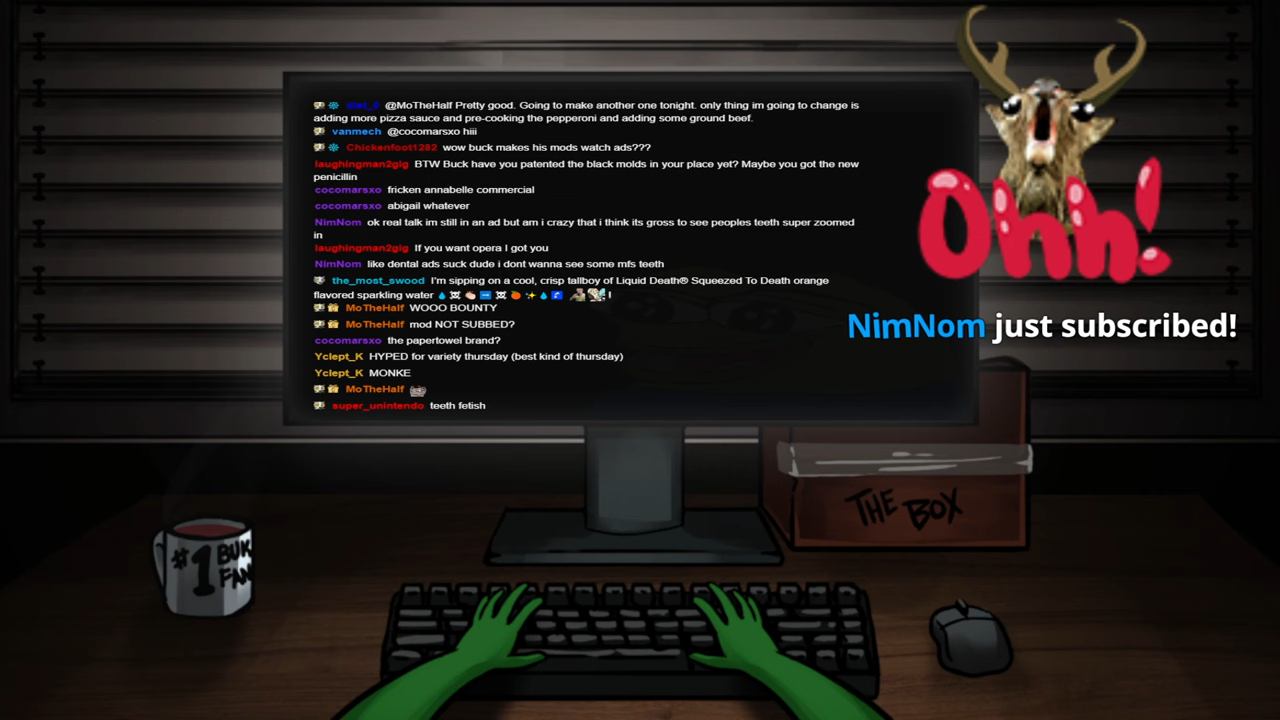 @MoTheHalf Pretty good. Going to make another one tonight. only thing im going to change is
adding more pizza sauce and pre-cooking the pepperoni and adding some ground beef.
vanmech @cocomarsxo hiii
Chickenfoot1282 wow buck makes his mods watch ads???
laughingman2gig BTW Buck have you patented the black molds in your place yet? Maybe you got the new
penicillin
cocomarsxo fricken annabelle commercial
cocomarsxo abigail whatever
NimNom ok real talk im still in an ad but am i crazy that i think its gross to see peoples teeth super zoomed
in
laughingman2gig If you want opera I got you
NimNom like dental ads suck dude i dont wanna see some mfs teeth
the_most_swood I'm sipping on a cool, crisp tallboy of Liquid Death® Squeezed To Death orange
flavored sparkling water !
MoTheHalf WOOO BOUNTY
MoTheHalf mod NOT SUBBED?
cocomarsxo the papertowel brand?
Yclept_K HYPED for variety thursday (best kind of thursday)
Yclept_K MONKE
MoTheHalf
super_unintendo teeth fetish
Ohh!
NimNom just subscribed!
THE BOX
#1 BUK
FAN